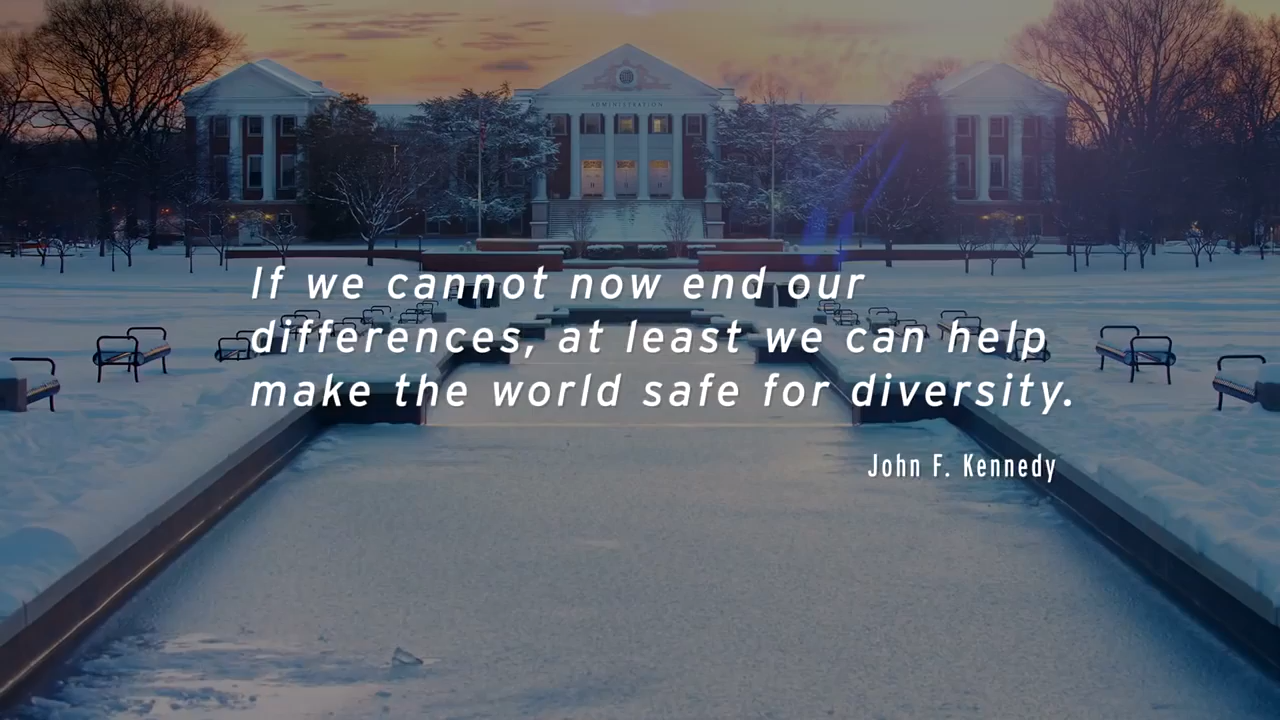 ADMINISTRATION
If we cannot now end our
differences, at least we can help
make the world safe for diversity.
John F. Kennedy